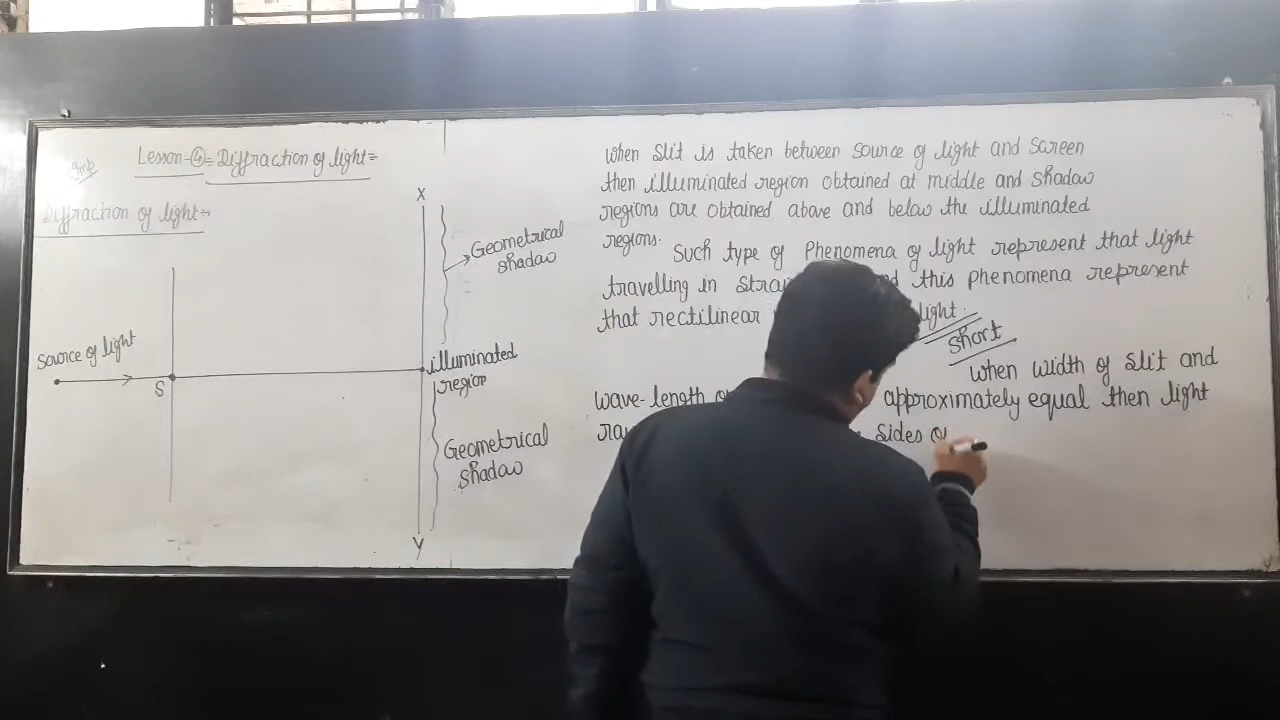 Imp
Lesson-④= Diffraction of light=
Diffraction of light=
X
Geometrical
shadow
Source of light
S
illuminated
region
Geometrical
shadow
Y
When slit is taken between source of light and screen
then illuminated region obtained at middle and shadow
regions are obtained above and below the illuminated
regions.
Such type of Phenomena of light represent that light
travelling in this phenomena represent
that rectilinear light.
short
When width of slit and
wave-length approximately equal then light
sides